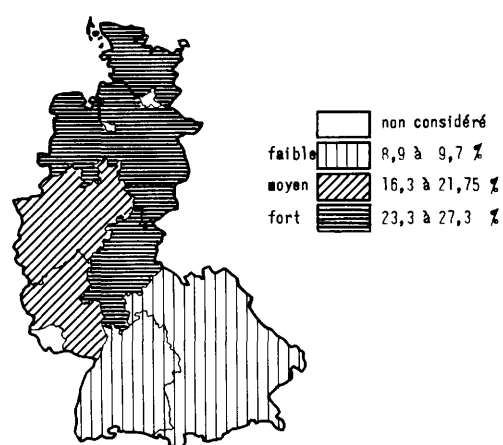 non considéré
faible 8,9 à 9,7 %
moyen 16,3 à 21,75 %
fort 23,3 à 27,3 %